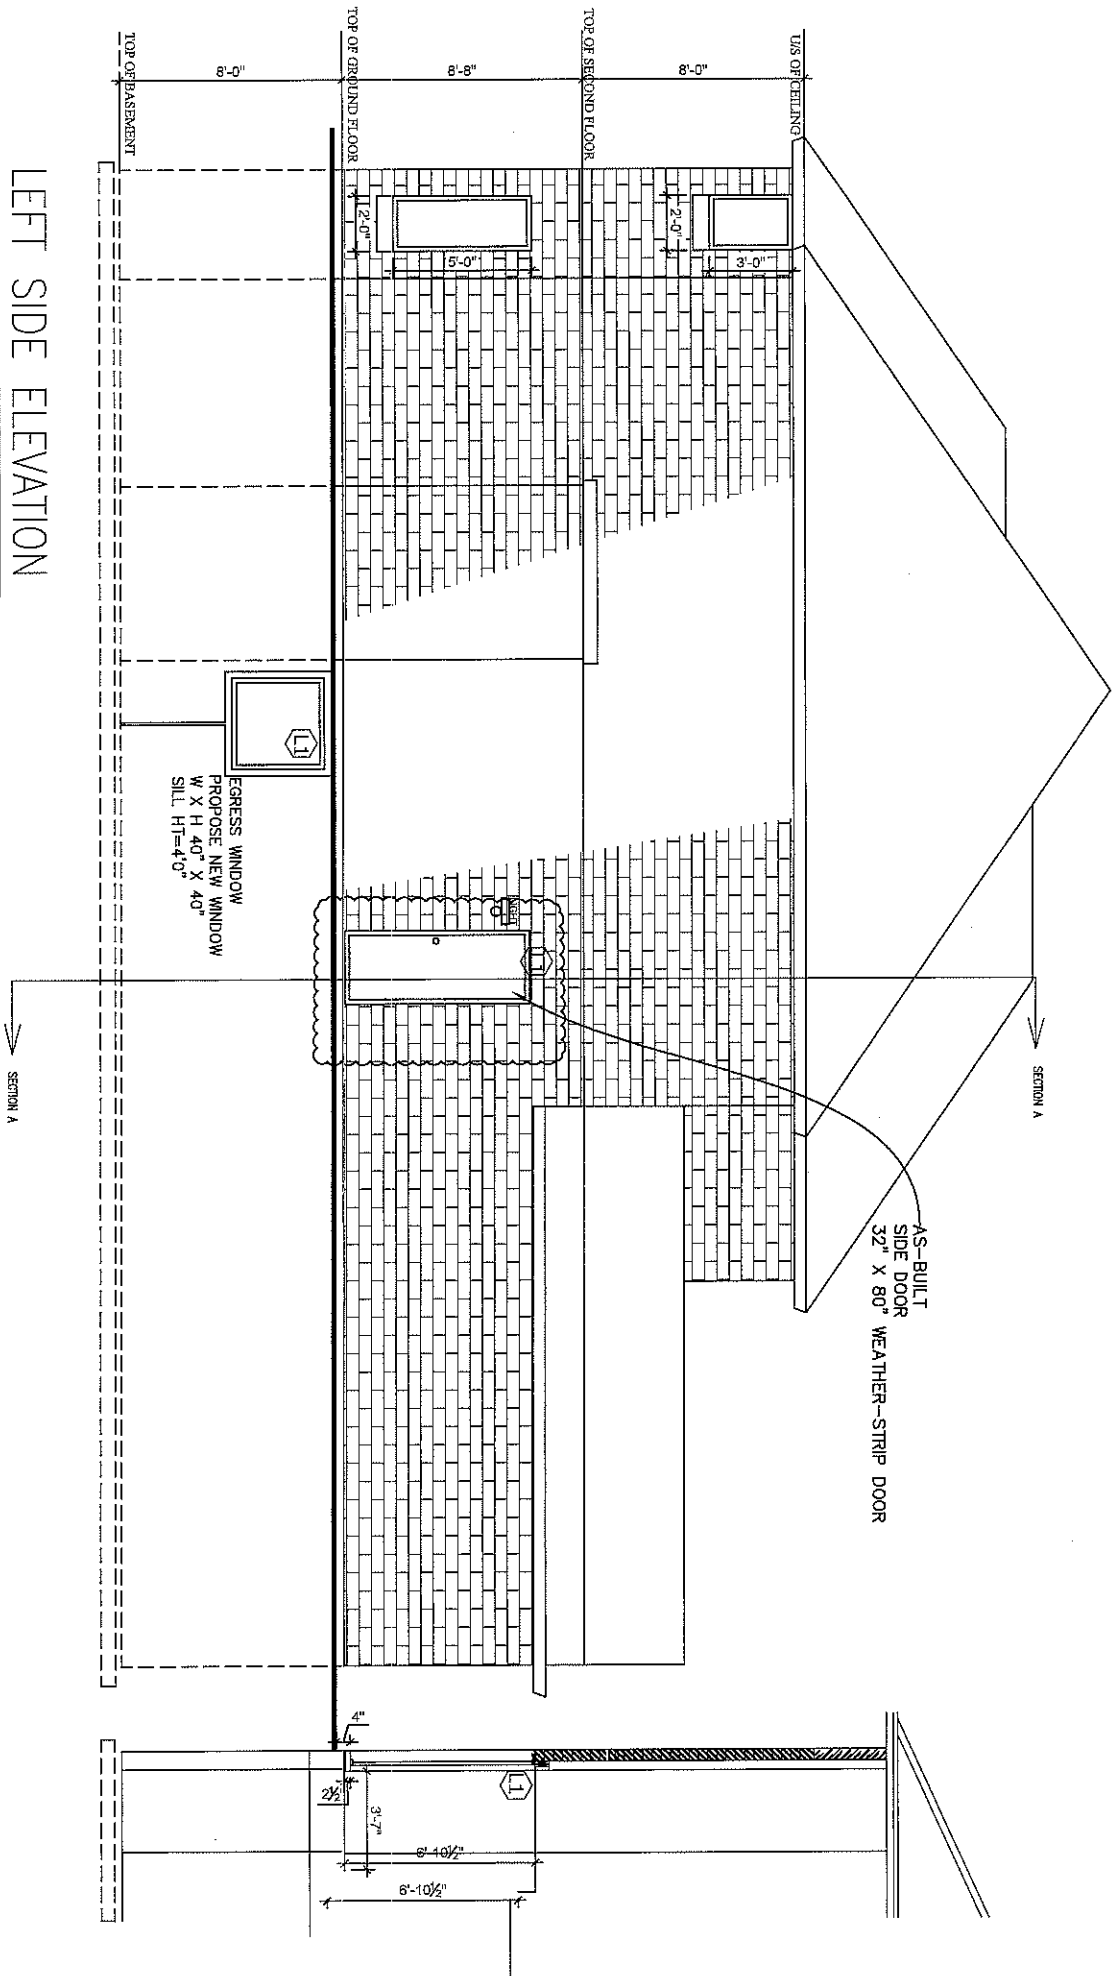 U/S OF CEILING
8'-0"
TOP OF SECOND FLOOR
8'-8"
TOP OF GROUND FLOOR
8'-0"
TOP OF BASEMENT
2'-0"
3'-0"
2'-0"
5'-0"
L1
EGRESS WINDOW
PROPOSE NEW WINDOW
W X H 40" X 40"
SILL HT=4'0"
L1
AS-BUILT
SIDE DOOR
32" X 80" WEATHER-STRIP DOOR
SECTION A
SECTION A
4"
2½"
L1
3'-7"
6'-10½"
6'-10½"
LEFT SIDE ELEVATION